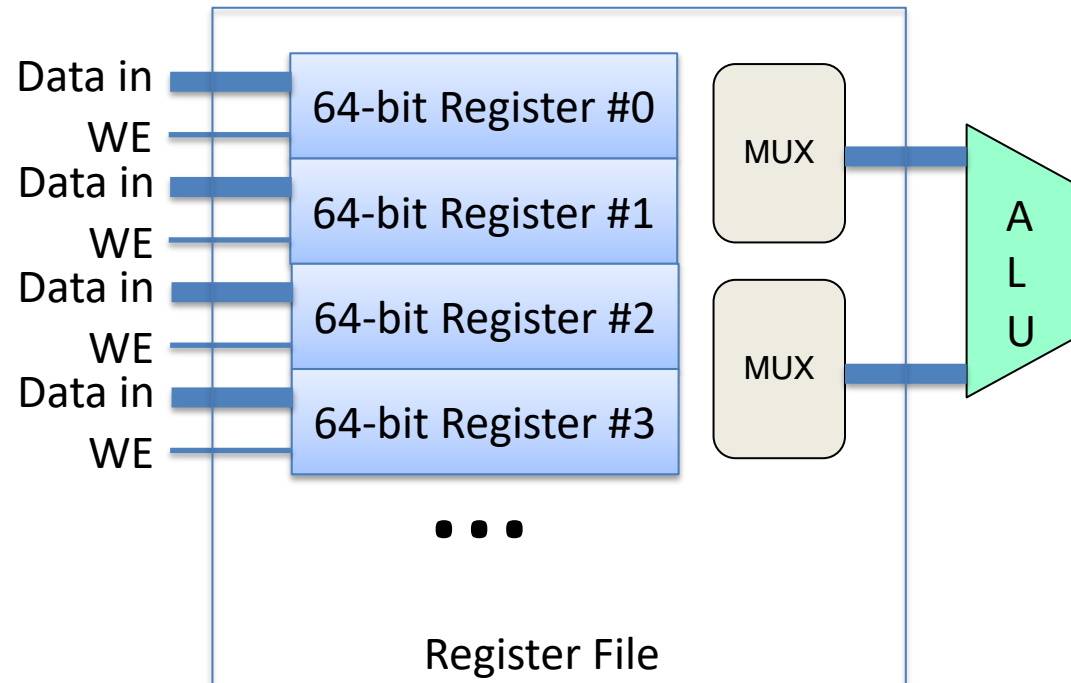 Data in
WE
Data in
WE
Data in
WE
Data in
WE
64-bit Register #0
64-bit Register #1
64-bit Register #2
64-bit Register #3
...
MUX
MUX
A
L
U
Register File